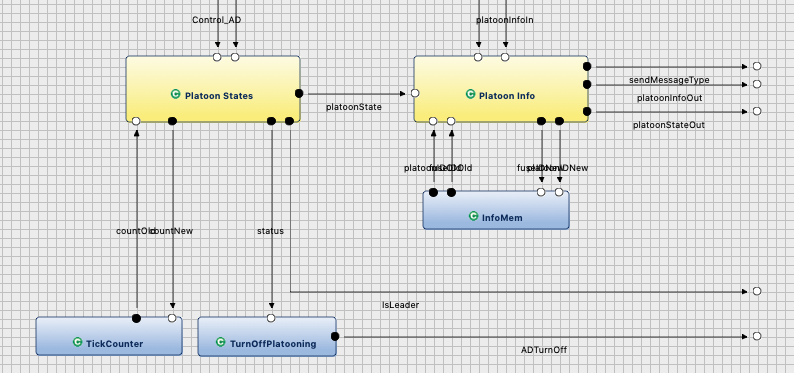 Control_AD
platoonInfoIn
Platoon States
Platoon Info
platoonState
sendMessageType
platoonInfoOut
platoonStateOut
InfoMem
countOld
countNew
status
IsLeader
TickCounter
TurnOffPlatooning
ADTurnOff